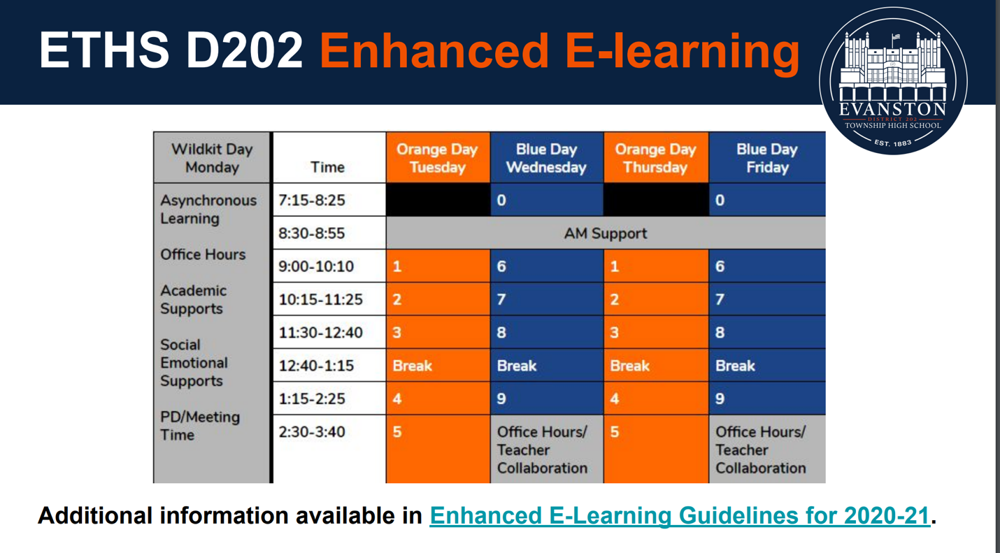 ETHS D202 Enhanced E-learning
EVANSTON
DISTRICT 202
TOWNSHIP HIGH SCHOOL
EST. 1883
Wildkit Day
Monday
Time
Orange Day
Tuesday
Blue Day
Wednesday
Orange Day
Thursday
Blue Day
Friday
Asynchronous
Learning
Office Hours
Academic
Supports
Social
Emotional
Supports
PD/Meeting
Time
7:15-8:25 0 0
8:30-8:55 AM Support
9:00-10:10 1 6 1 6
10:15-11:25 2 7 2 7
11:30-12:40 3 8 3 8
12:40-1:15 Break Break Break Break
1:15-2:25 4 9 4 9
2:30-3:40 5
Office Hours/
Teacher
Collaboration
5
Office Hours/
Teacher
Collaboration
Additional information available in Enhanced E-Learning Guidelines for 2020-21.